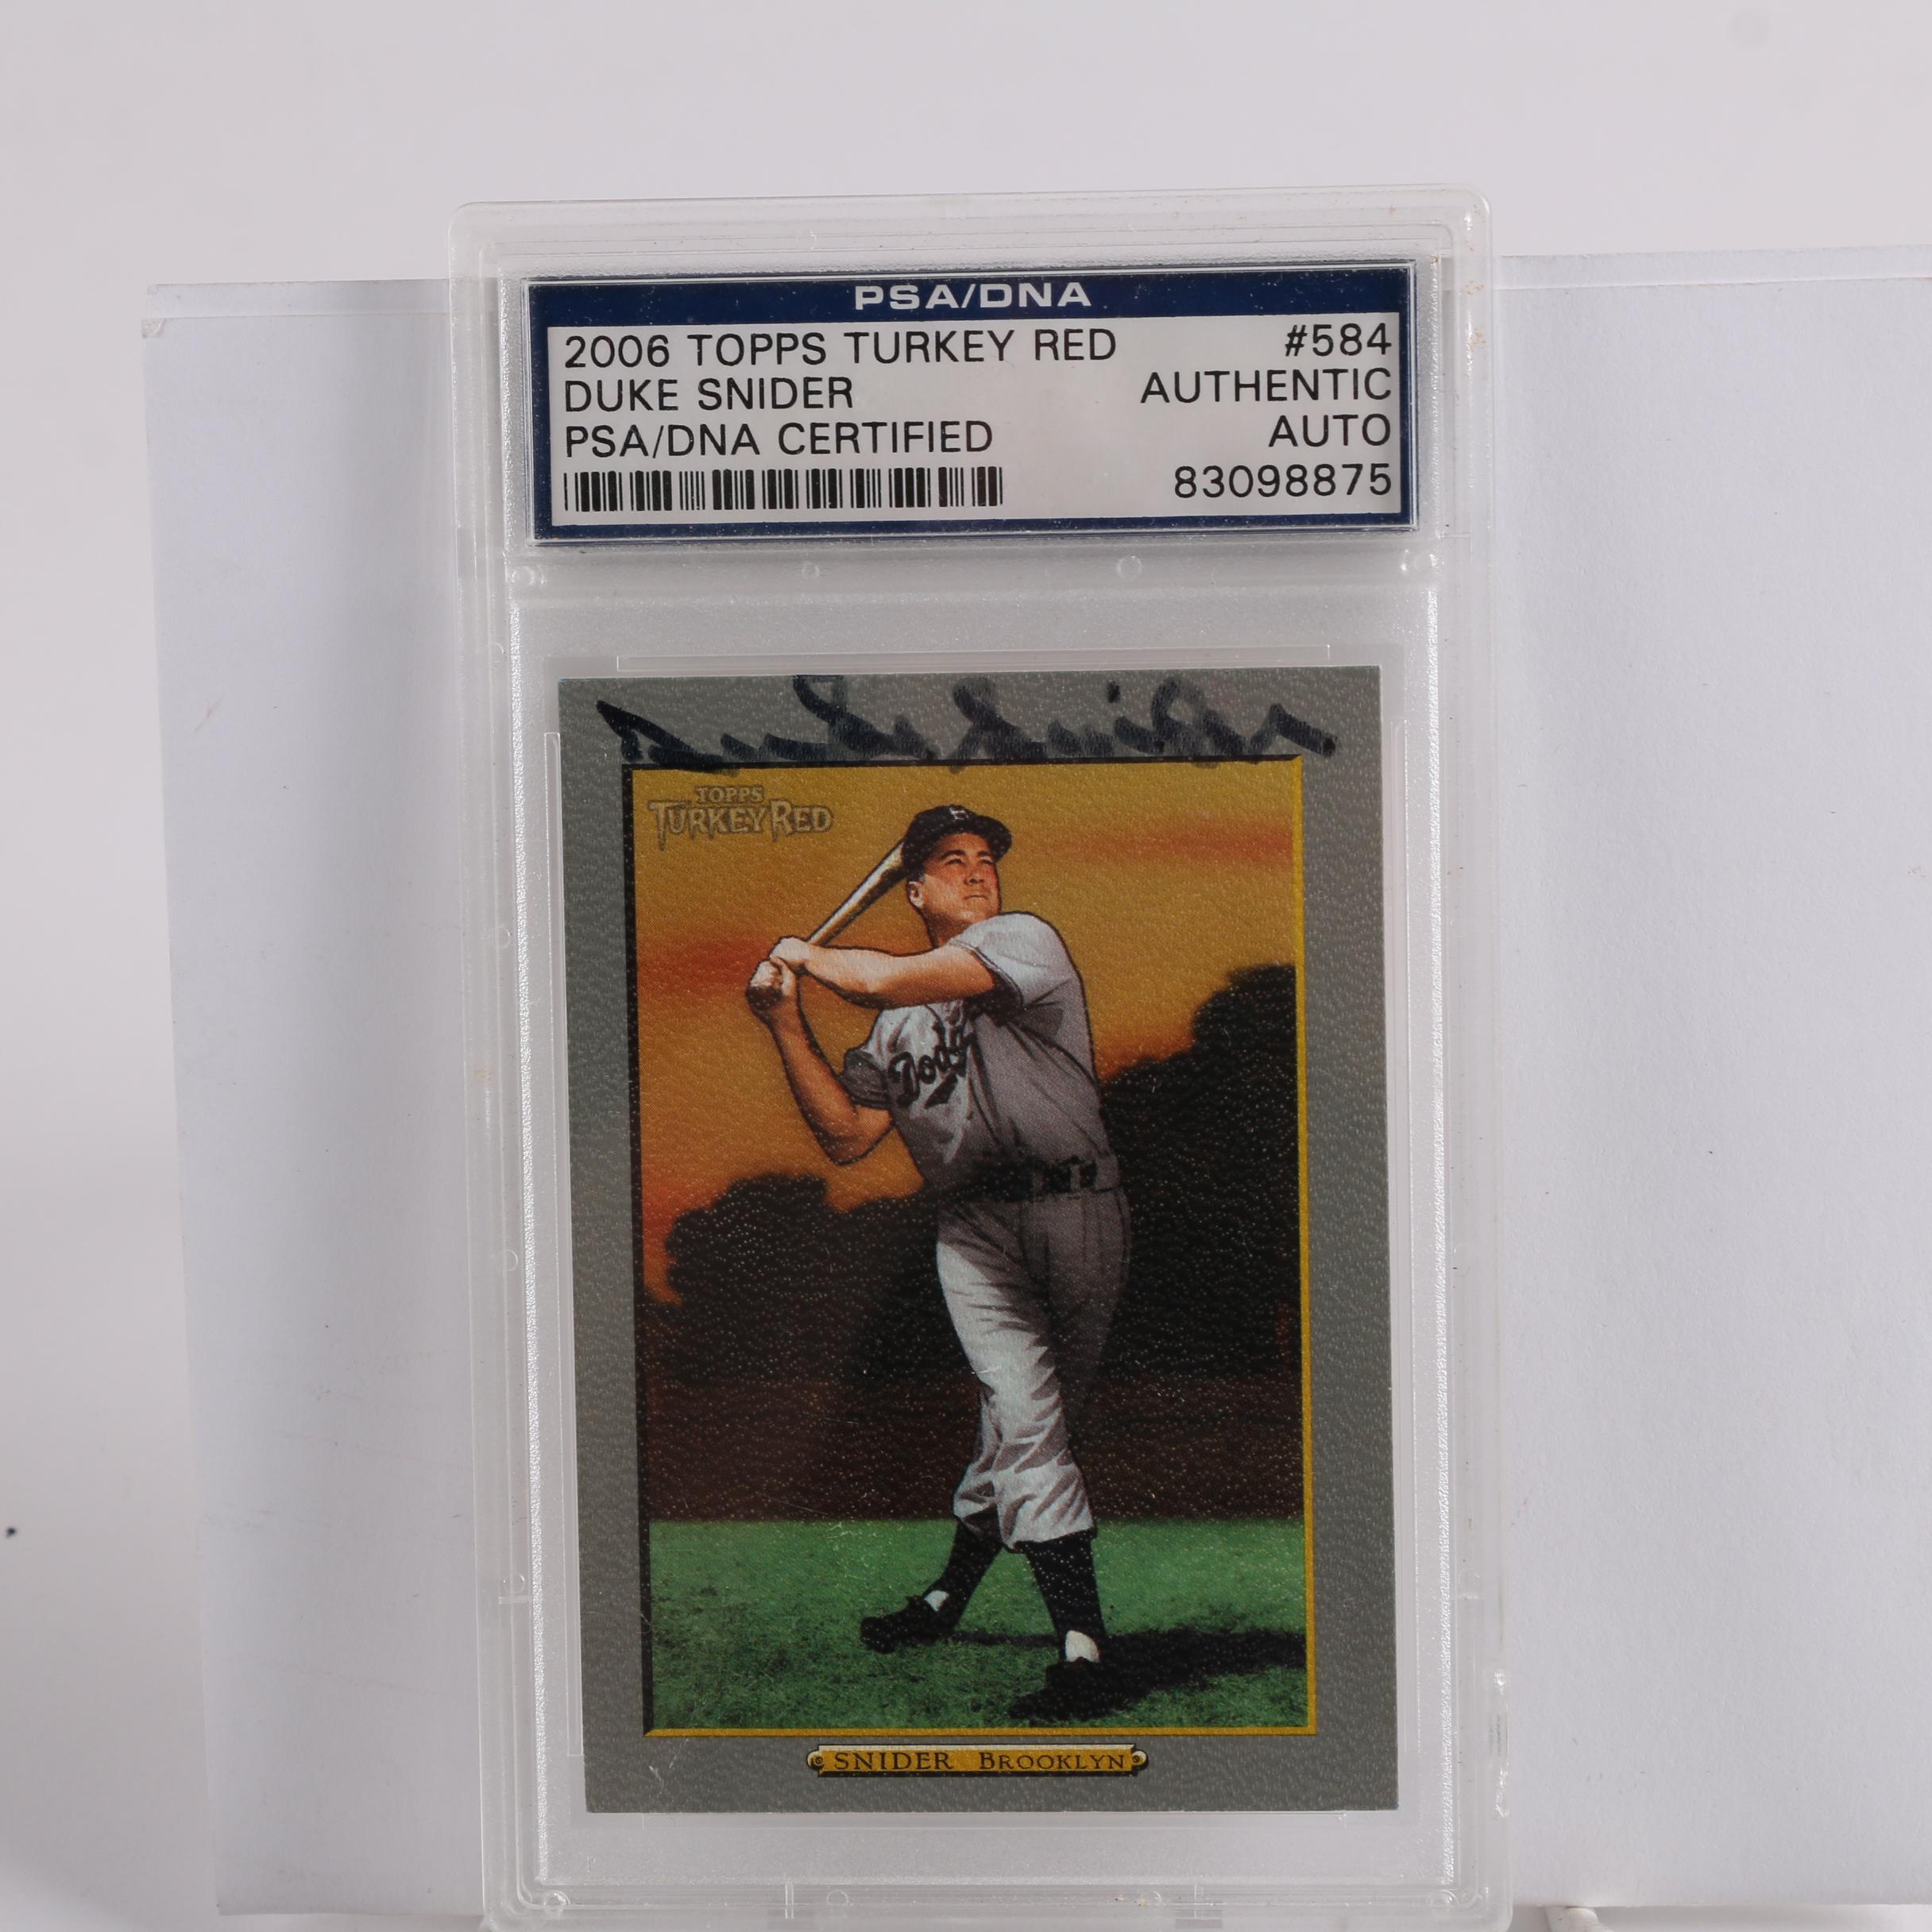 PSA/DNA
2006 TOPPS TURKEY RED #584
DUKE SNIDER AUTHENTIC
PSA/DNA CERTIFIED AUTO
83098875
TOPPS
TURKEY RED
B
Dodg
SNIDER BROOKLYN